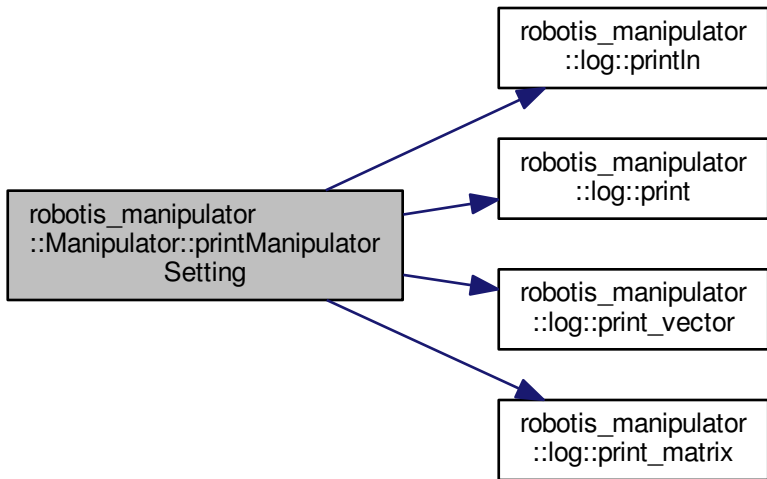 robotis_manipulator
::log::println
robotis_manipulator
::log::print
robotis_manipulator
::Manipulator::printManipulator
Setting
robotis_manipulator
::log::print_vector
robotis_manipulator
::log::print_matrix